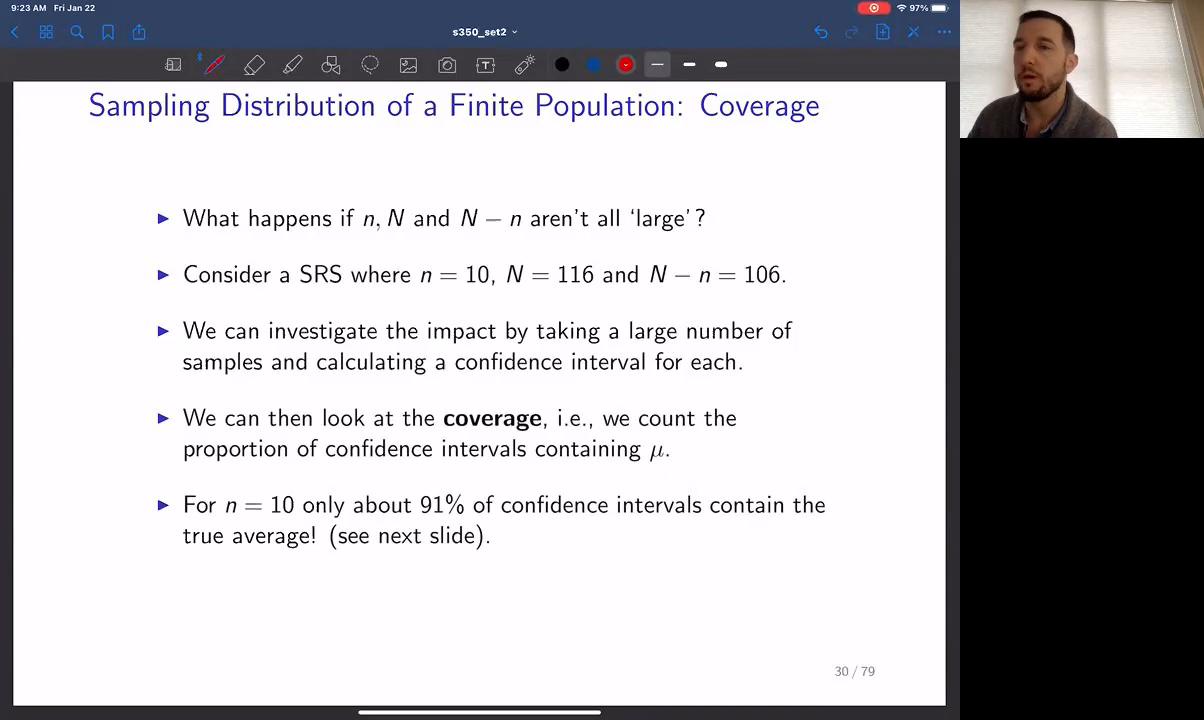 9:23 AM Fri Jan 22
97%
s350_set2
Sampling Distribution of a Finite Population: Coverage
▶ What happens if n, N and N − n aren't all 'large'?
▶ Consider a SRS where n = 10, N = 116 and N − n = 106.
▶ We can investigate the impact by taking a large number of
samples and calculating a confidence interval for each.
▶ We can then look at the coverage, i.e., we count the
proportion of confidence intervals containing μ.
▶ For n = 10 only about 91% of confidence intervals contain the
true average! (see next slide).
30 / 79